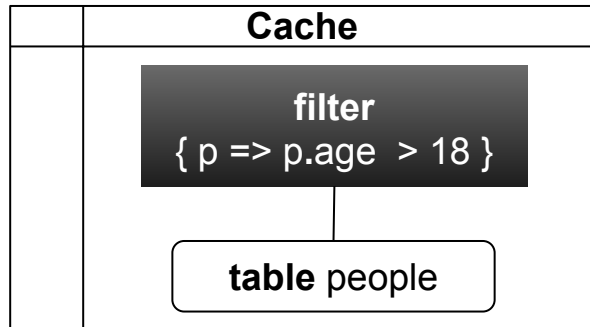 Cache
filter
{ p => p.age  > 18 }
table people